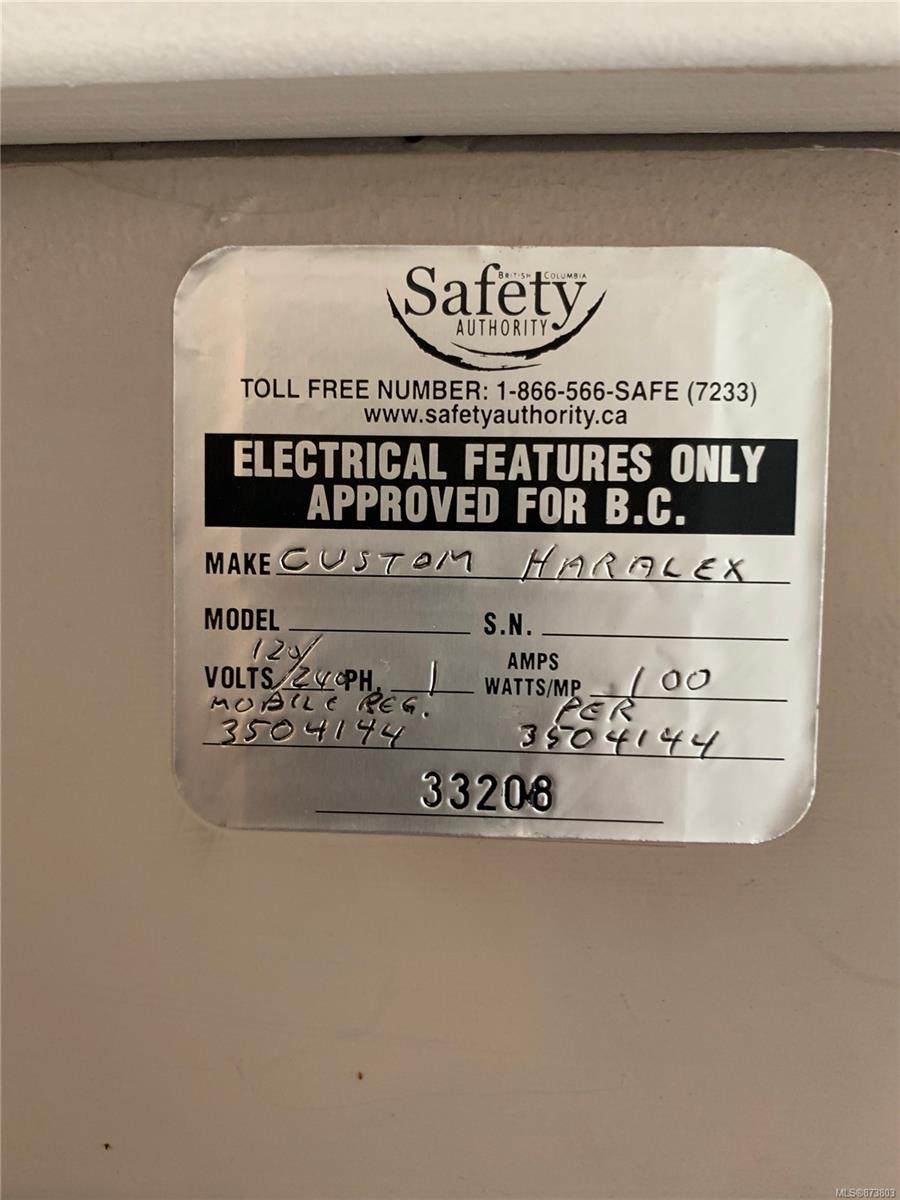 BRITISH COLUMBIA
Safety
AUTHORITY
TOLL FREE NUMBER: 1-866-566-SAFE (7233)
www.safetyauthority.ca
ELECTRICAL FEATURES ONLY
APPROVED FOR B.C.
MAKE CUSTOM HARALEX
MODEL S.N.
VOLTS 120/240 PH. 1 AMPS WATTS/MP 100
MOBILE REG. PER
3504144 3504144
33208
MLS®873803